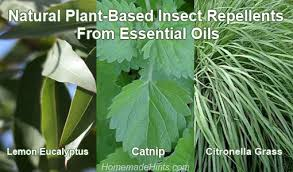 Natural Plant-Based Insect Repellents
From Essential Oils
Lemon Eucalyptus
Catnip
Citronella Grass
HomemadeHints.com